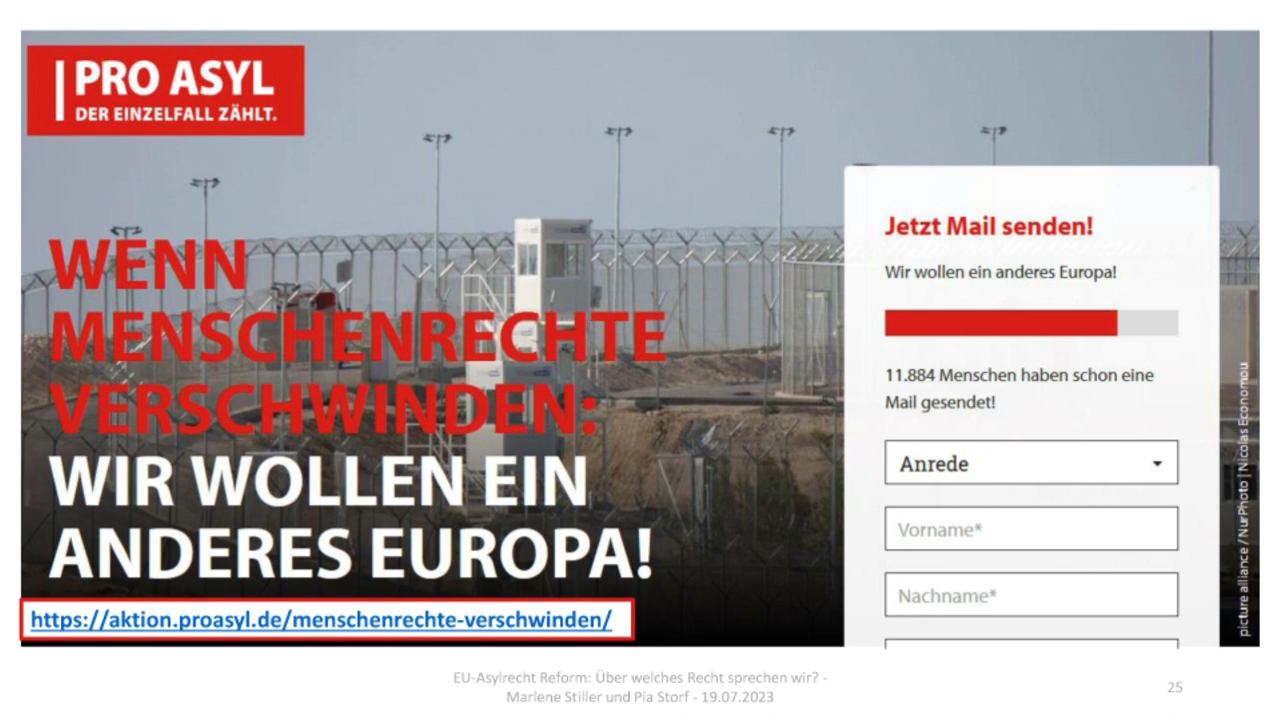 PRO ASYL
DER EINZELFALL ZÄHLT.
WENN
MENSCHENRECHTE
VERSCHWINDEN:
WIR WOLLEN EIN
ANDERES EUROPA!
https://aktion.proasyl.de/menschenrechte-verschwinden/
Jetzt Mail senden!
Wir wollen ein anderes Europa!
11.884 Menschen haben schon eine
Mail gesendet!
Anrede
Vorname*
Nachname*
picture alliance / NurPhoto | Nicolas Economou
EU-Asylrecht Reform: Über welches Recht sprechen wir? -
Marlene Stiller und Pia Storf - 19.07.2023
25